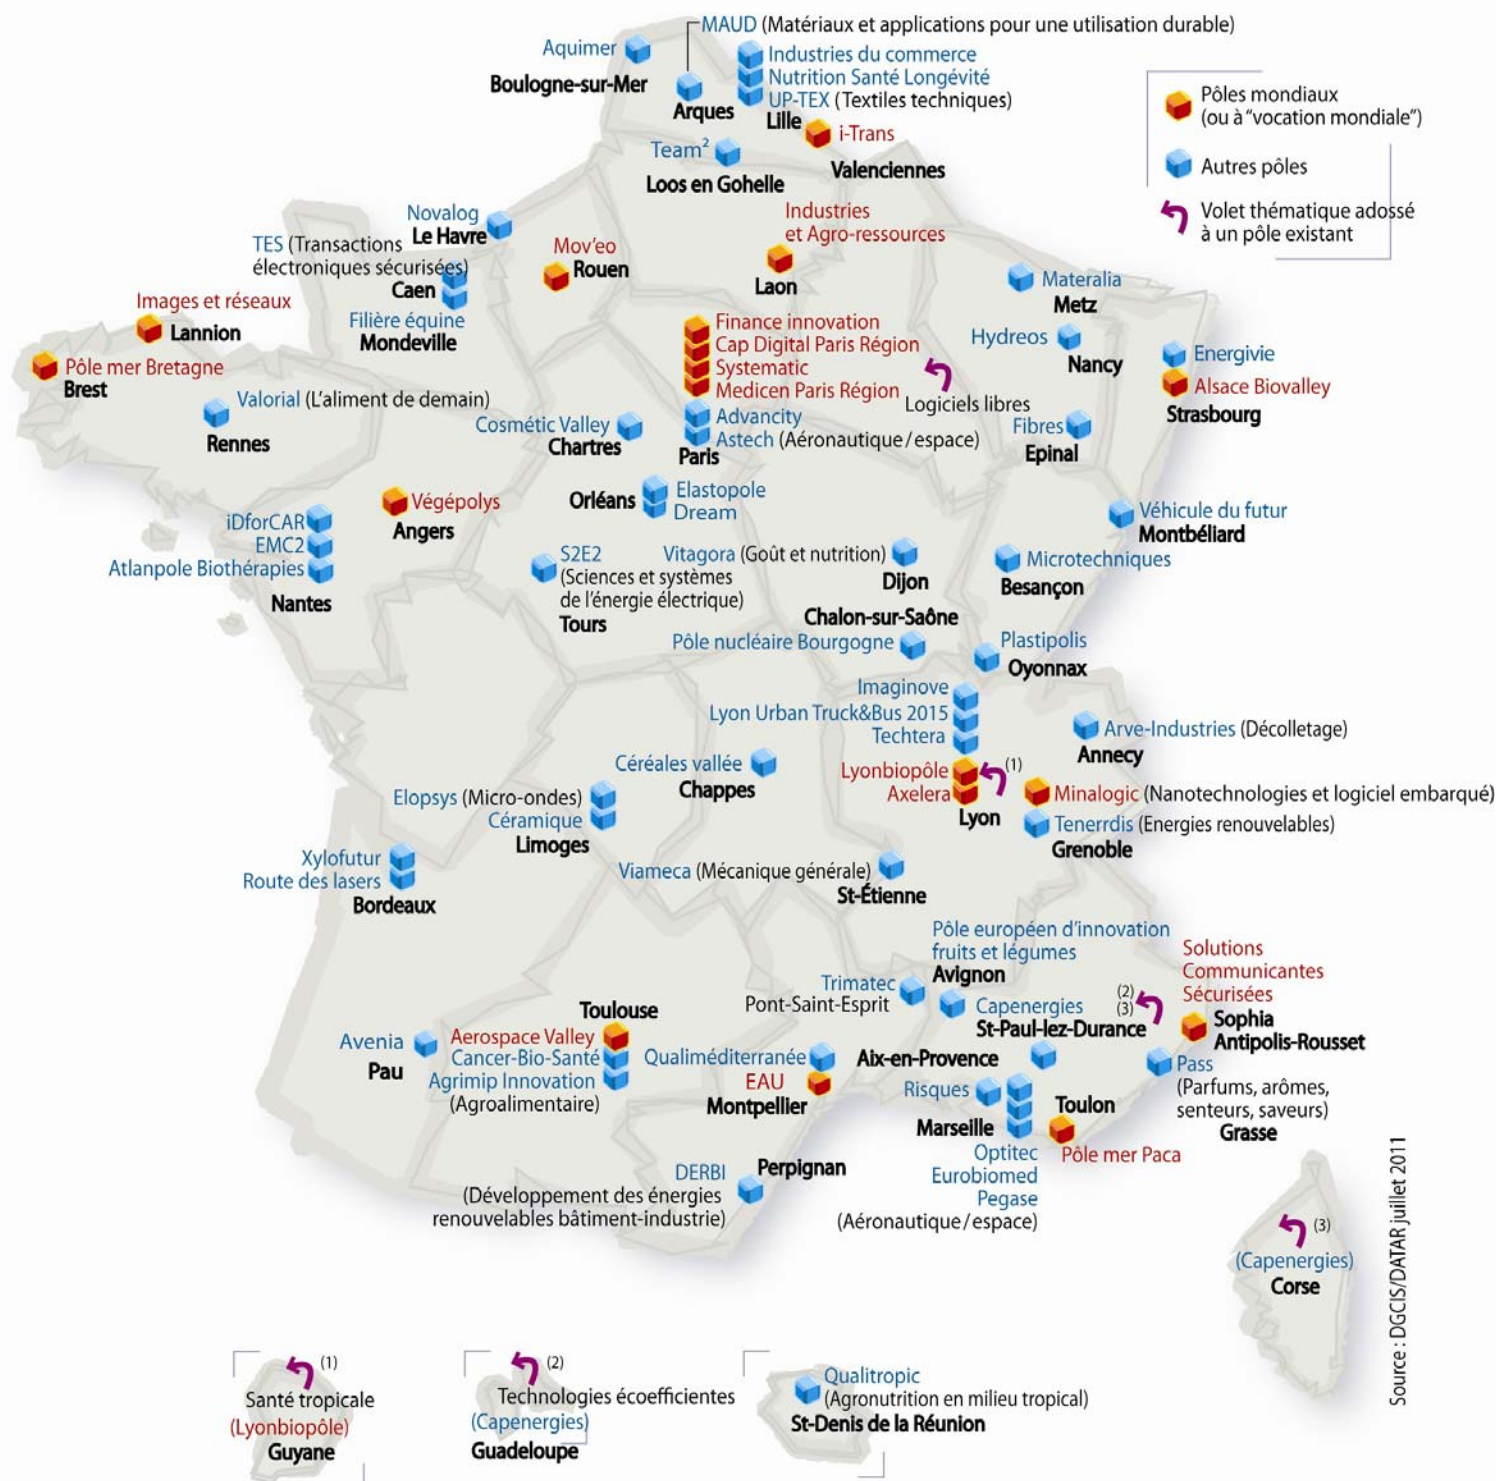 MAUD (Matériaux et applications pour une utilisation durable)
Aquimer
Boulogne-sur-Mer
Arques
Industries du commerce
Nutrition Santé Longévité
UP-TEX (Textiles techniques)
Lille
i-Trans
Valenciennes
Team²
Loos en Gohelle
Pôles mondiaux
(ou à "vocation mondiale")
Autres pôles
Volet thématique adossé
à un pôle existant
Novalog
Le Havre
TES (Transactions
électroniques sécurisées)
Caen
Filière équine
Mondeville
Mov'eo
Rouen
Industries
et Agro-ressources
Laon
Materalia
Metz
Hydreos
Nancy
Energivie
Alsace Biovalley
Strasbourg
Images et réseaux
Lannion
Pôle mer Bretagne
Brest
Valorial (L'aliment de demain)
Rennes
Finance innovation
Cap Digital Paris Région
Systematic
Medicen Paris Région
Logiciels libres
Advancity
Astech (Aéronautique/espace)
Paris
Cosmétic Valley
Chartres
Fibres
Epinal
Végépolys
Angers
Orléans
Elastopole
Dream
Véhicule du futur
Montbéliard
iDforCAR
EMC2
Atlanpole Biothérapies
Nantes
S2E2
(Sciences et systèmes
de l'énergie électrique)
Tours
Vitagora (Goût et nutrition)
Dijon
Microtechniques
Besançon
Chalon-sur-Saône
Pôle nucléaire Bourgogne
Plastipolis
Oyonnax
Imaginove
Lyon Urban Truck&Bus 2015
Techtera
Lyonbiopôle
(1)
Axelera
Lyon
Arve-Industries (Décolletage)
Annecy
Minalogic (Nanotechnologies et logiciel embarqué)
Tenerrdis (Energies renouvelables)
Grenoble
Céréales vallée
Chappes
Elopsys (Micro-ondes)
Céramique
Limoges
Xylofutur
Route des lasers
Bordeaux
Viameca (Mécanique générale)
St-Étienne
Pôle européen d'innovation
fruits et légumes
Avignon
Trimatec
Pont-Saint-Esprit
Capenergies
(2)
(3)
St-Paul-lez-Durance
Solutions
Communicantes
Sécurisées
Sophia
Antipolis-Rousset
Toulouse
Aerospace Valley
Cancer-Bio-Santé
Agrimip Innovation
(Agroalimentaire)
Avenia
Pau
Qualiméditerranée
EAU
Montpellier
Aix-en-Provence
Risques
Marseille
Optitec
Eurobiomed
Pegase
(Aéronautique/espace)
Toulon
Pôle mer Paca
Pass
(Parfums, arômes,
senteurs, saveurs)
Grasse
DERBI
(Développement des énergies
renouvelables bâtiment-industrie)
Perpignan
(3)
(Capenergies)
Corse
Source : DGCIS/DATAR juillet 2011
(1)
Santé tropicale
(Lyonbiopôle)
Guyane
(2)
Technologies écoefficientes
(Capenergies)
Guadeloupe
Qualitropic
(Agronutrition en milieu tropical)
St-Denis de la Réunion